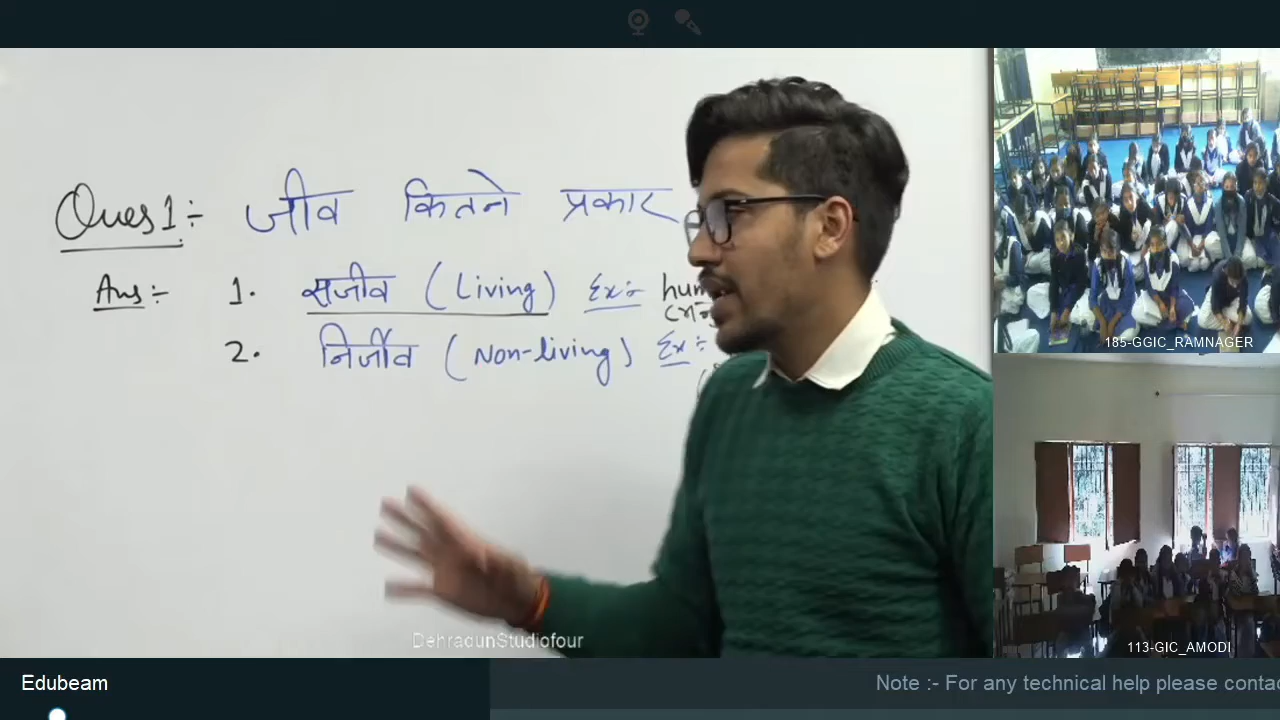 Ques 1:- जीव कितने प्रकार
Ans :- 1. सजीव (Living) Ex:- hum
2. निर्जीव (Non-living) Ex :-
185-GGIC_RAMNAGER
113-GIC_AMODI
DehradunStudiofour
Edubeam
Note :- For any technical help please contac